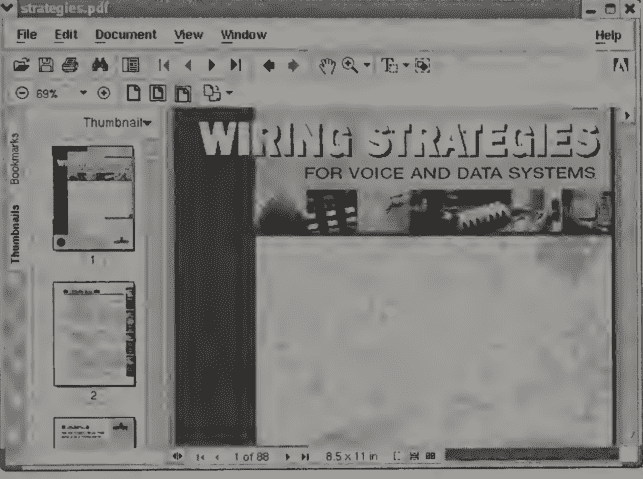 strategies.pdf
File Edit Document View Window Help
69%
Bookmarks
Thumbnails
Thumbnail
1
2
WIRING STRATEGIES
FOR VOICE AND DATA SYSTEMS
1 of 88 8.5 x 11 in